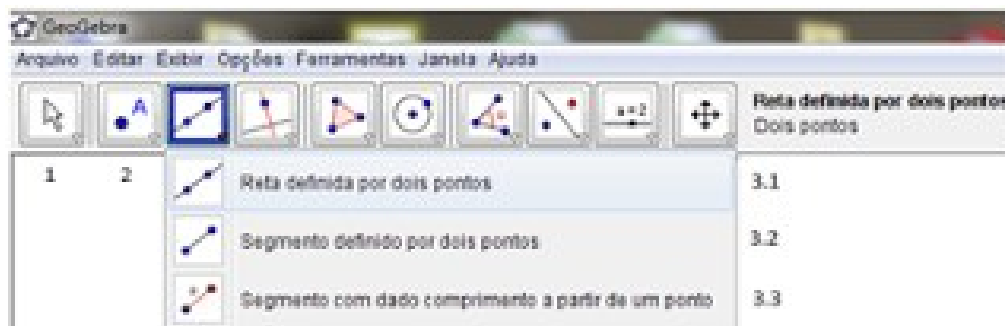 GeoGebra
Arquivo Editar Exibir Opções Ferramentas Janela Ajuda
A
a=2
Reta definida por dois pontos
Dois pontos
1 2
Reta definida por dois pontos 3.1
Segmento definido por dois pontos 3.2
Segmento com dado comprimento a partir de um ponto 3.3